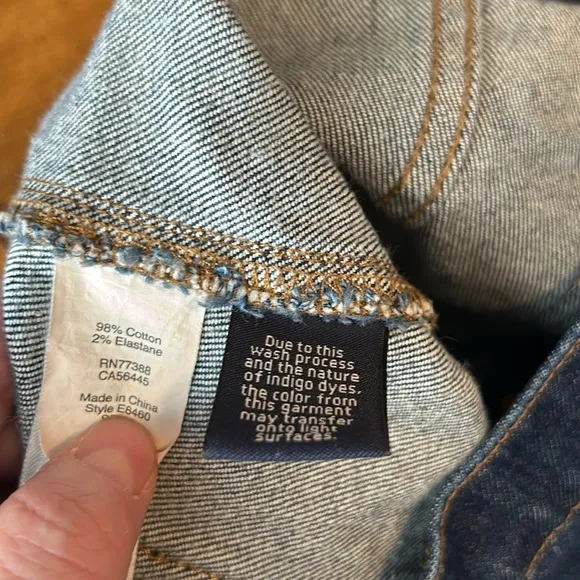 98% Cotton
2% Elastane
RN77388
CA56445
Made in China
Style E8460
Due to this
wash process
and the nature
of indigo dyes,
the color from
this garment
may transfer
onto light
surfaces.